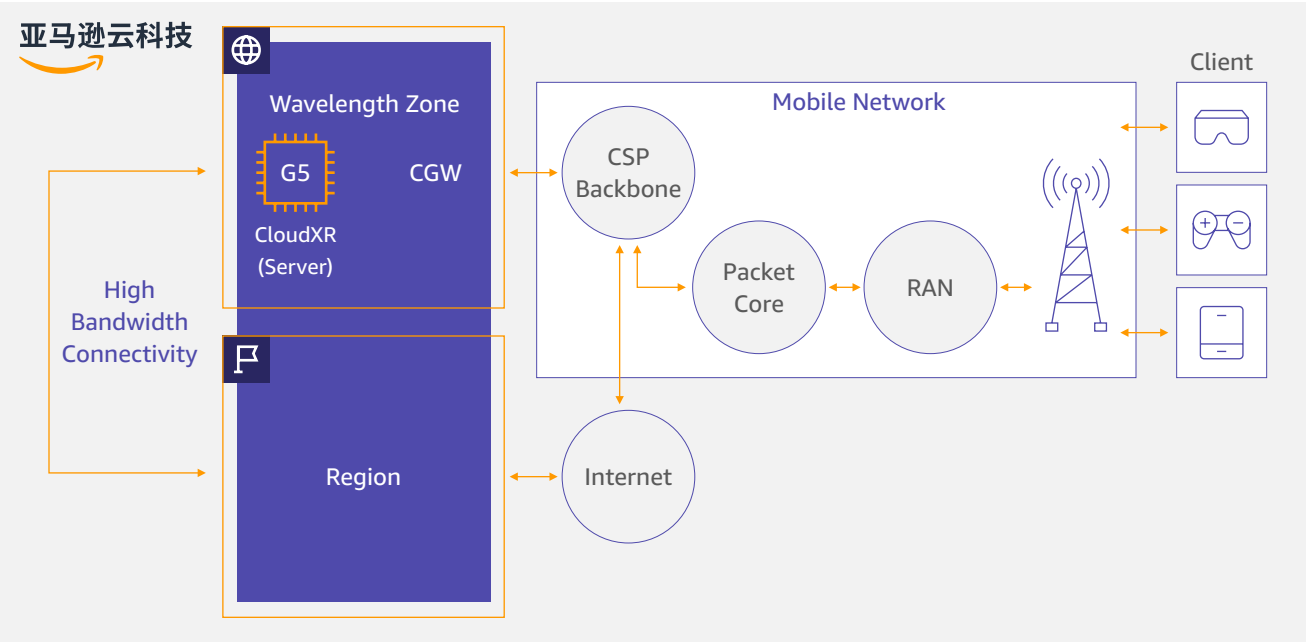 亚马逊云科技
Wavelength Zone
G5
CGW
CloudXR
(Server)
High
Bandwidth
Connectivity
Region
Mobile Network
CSP
Backbone
Packet
Core
RAN
Internet
Client